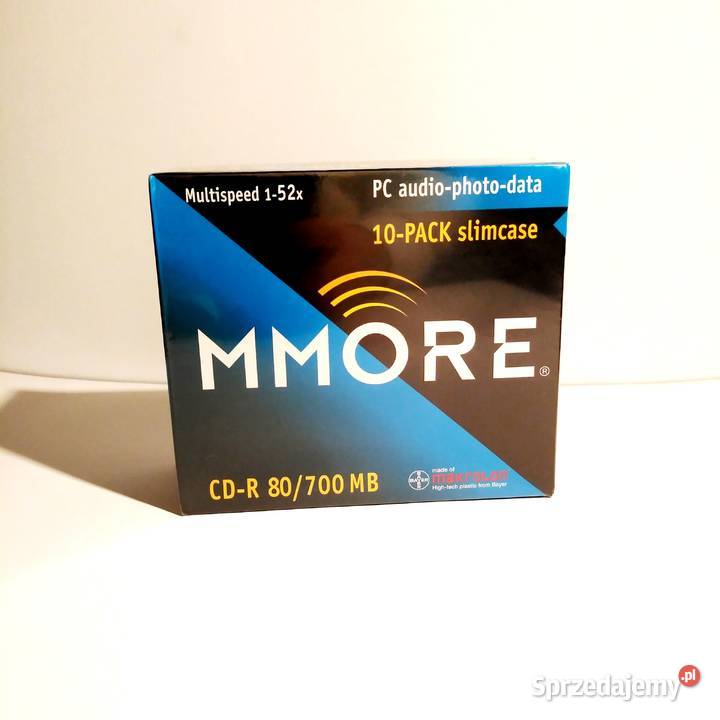 Multispeed 1-52x
PC audio-photo-data
10-PACK slimcase
MMORE®
CD-R 80/700 MB
BAYER
made of
makrolon
High-tech plastic from Bayer
Sprzedajemy.pl